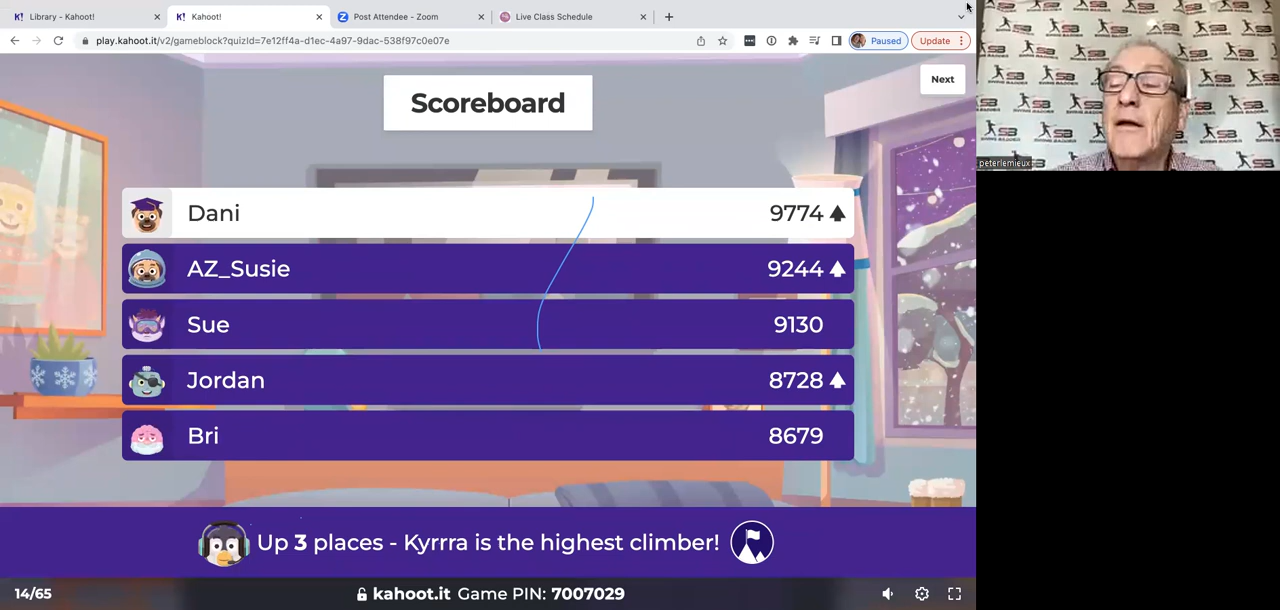 Library - Kahoot!
Kahoot!
Post Attendee - Zoom
Live Class Schedule
play.kahoot.it/v2/gameblock?quizId=7e12ff4a-d1ec-4a97-9dac-538f97c0e07e
Paused
Update
Next
Scoreboard
Dani 9774
AZ_Susie 9244
Sue 9130
Jordan 8728
Bri 8679
Up 3 places - Kyrrra is the highest climber!
14/65
kahoot.it Game PIN: 7007029
peterlemieux